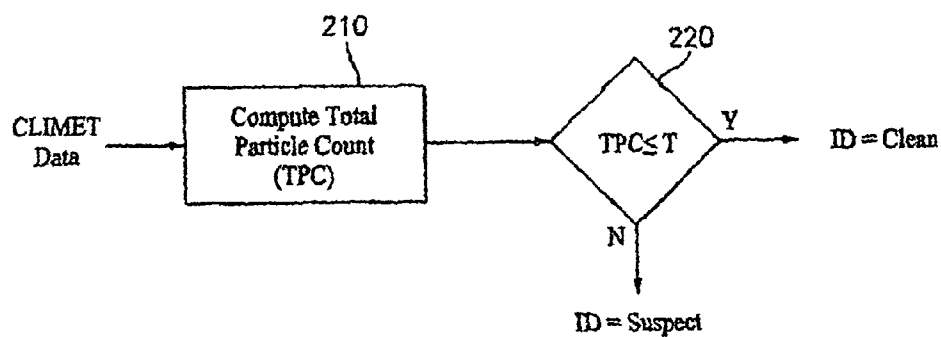 210
220
CLIMET
Data
Compute Total
Particle Count
(TPC)
TPC≤ T
Y
ID = Clean
N
ID = Suspect